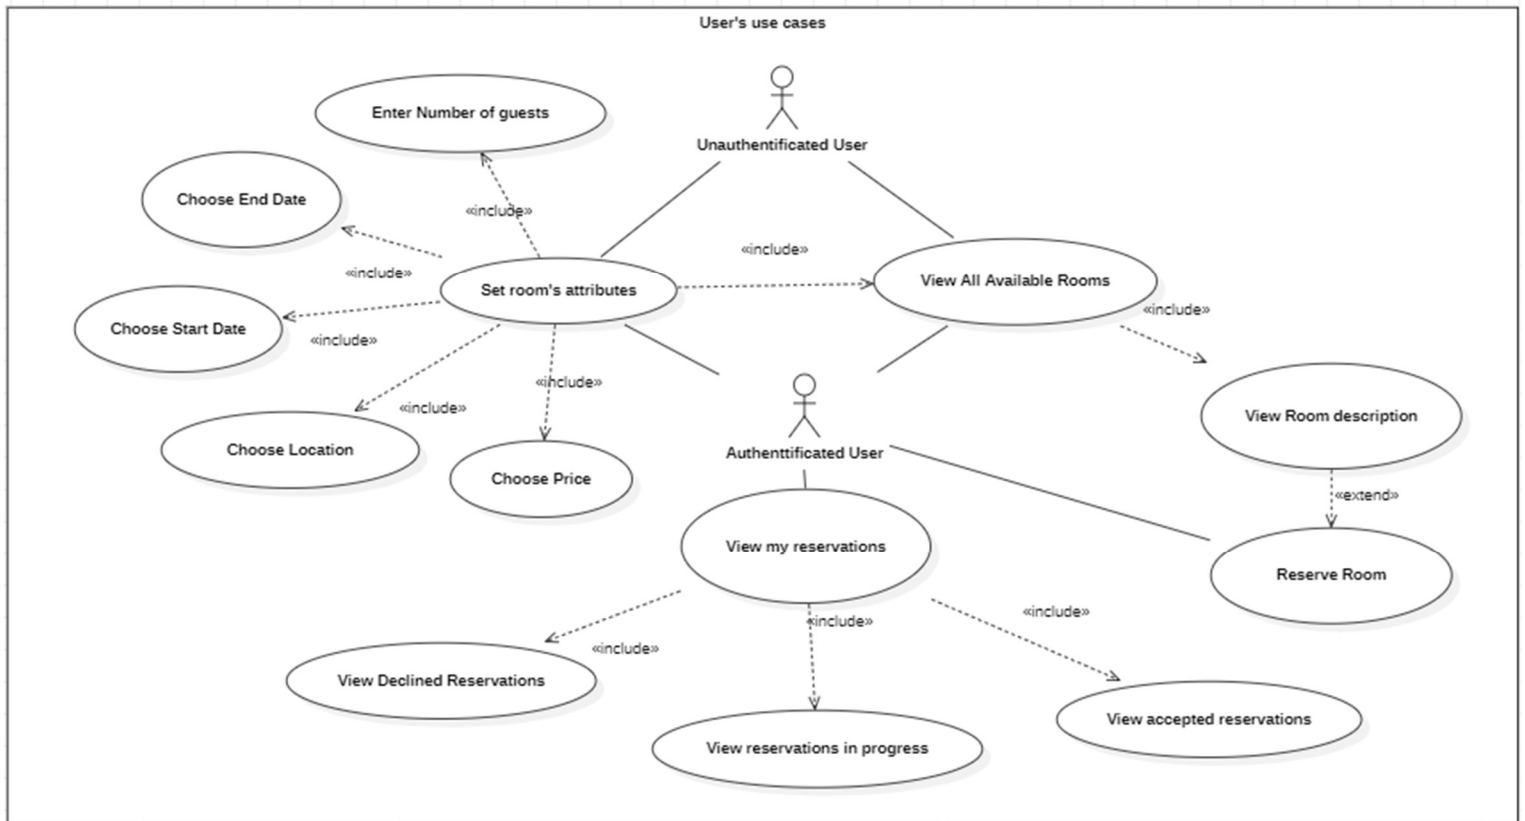 User's use cases
Enter Number of guests
Unauthentificated User
Choose End Date
«include»
«include»
«include»
Set room's attributes
View All Available Rooms
«include»
Choose Start Date
«include»
«include»
«include»
Choose Location
Choose Price
Authenttificated User
View Room description
«extend»
View my reservations
Reserve Room
«include»
«include»
«include»
View Declined Reservations
View reservations in progress
View accepted reservations